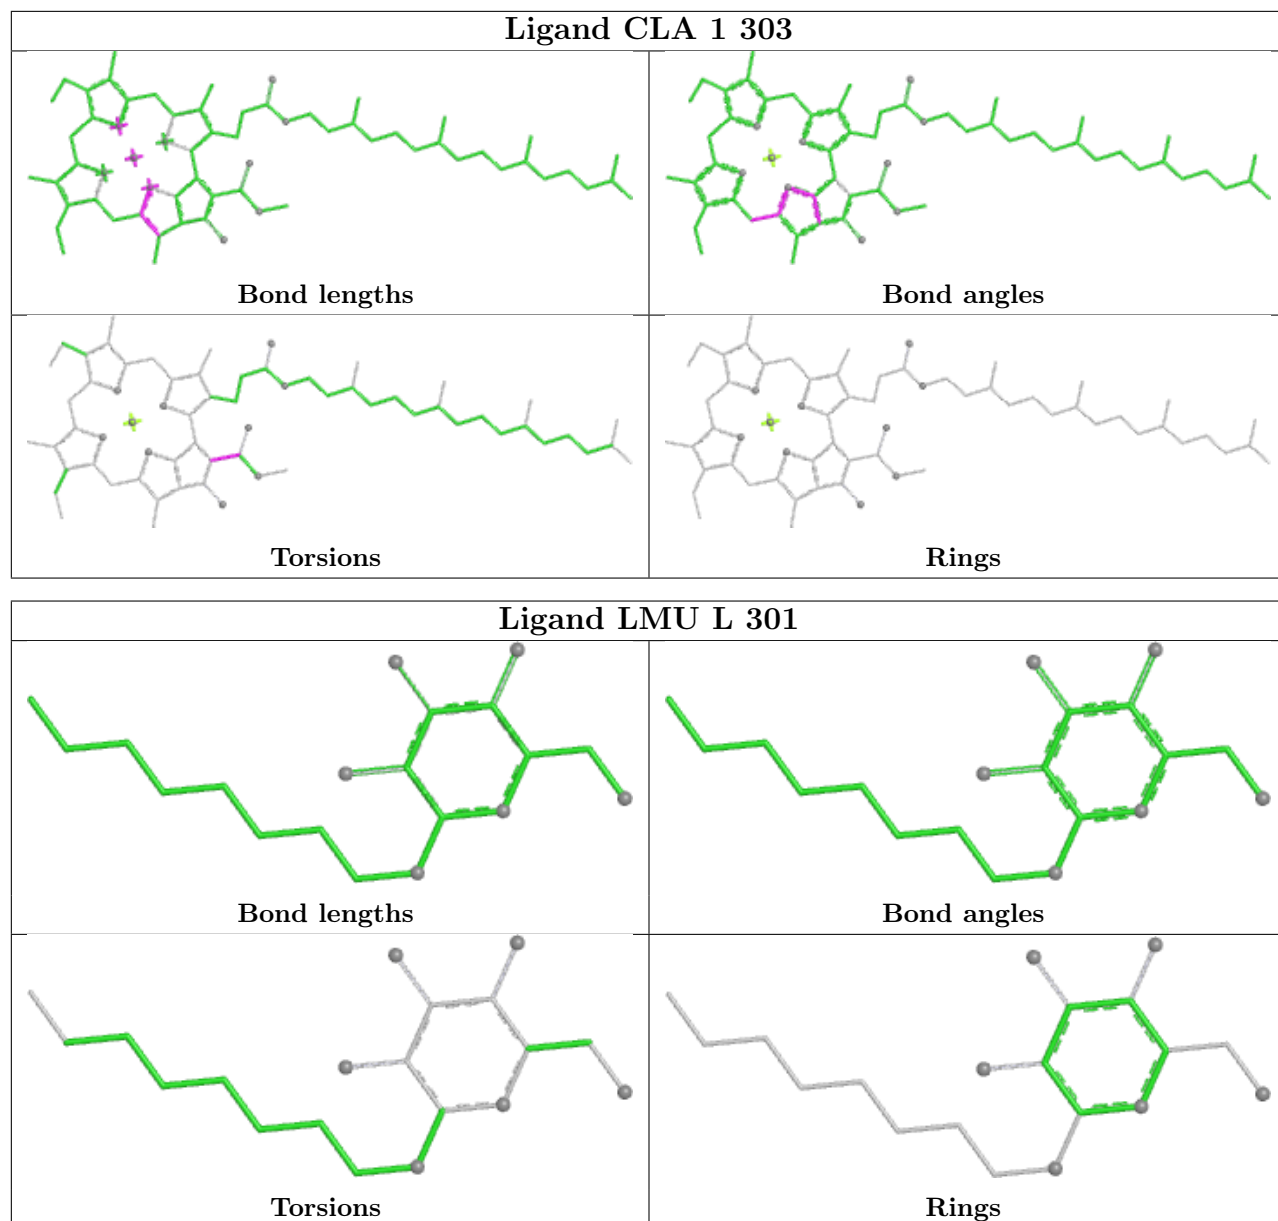 Ligand CLA 1 303
Bond lengths
Bond angles
Torsions
Rings
Ligand LMU L 301
Bond lengths
Bond angles
Torsions
Rings